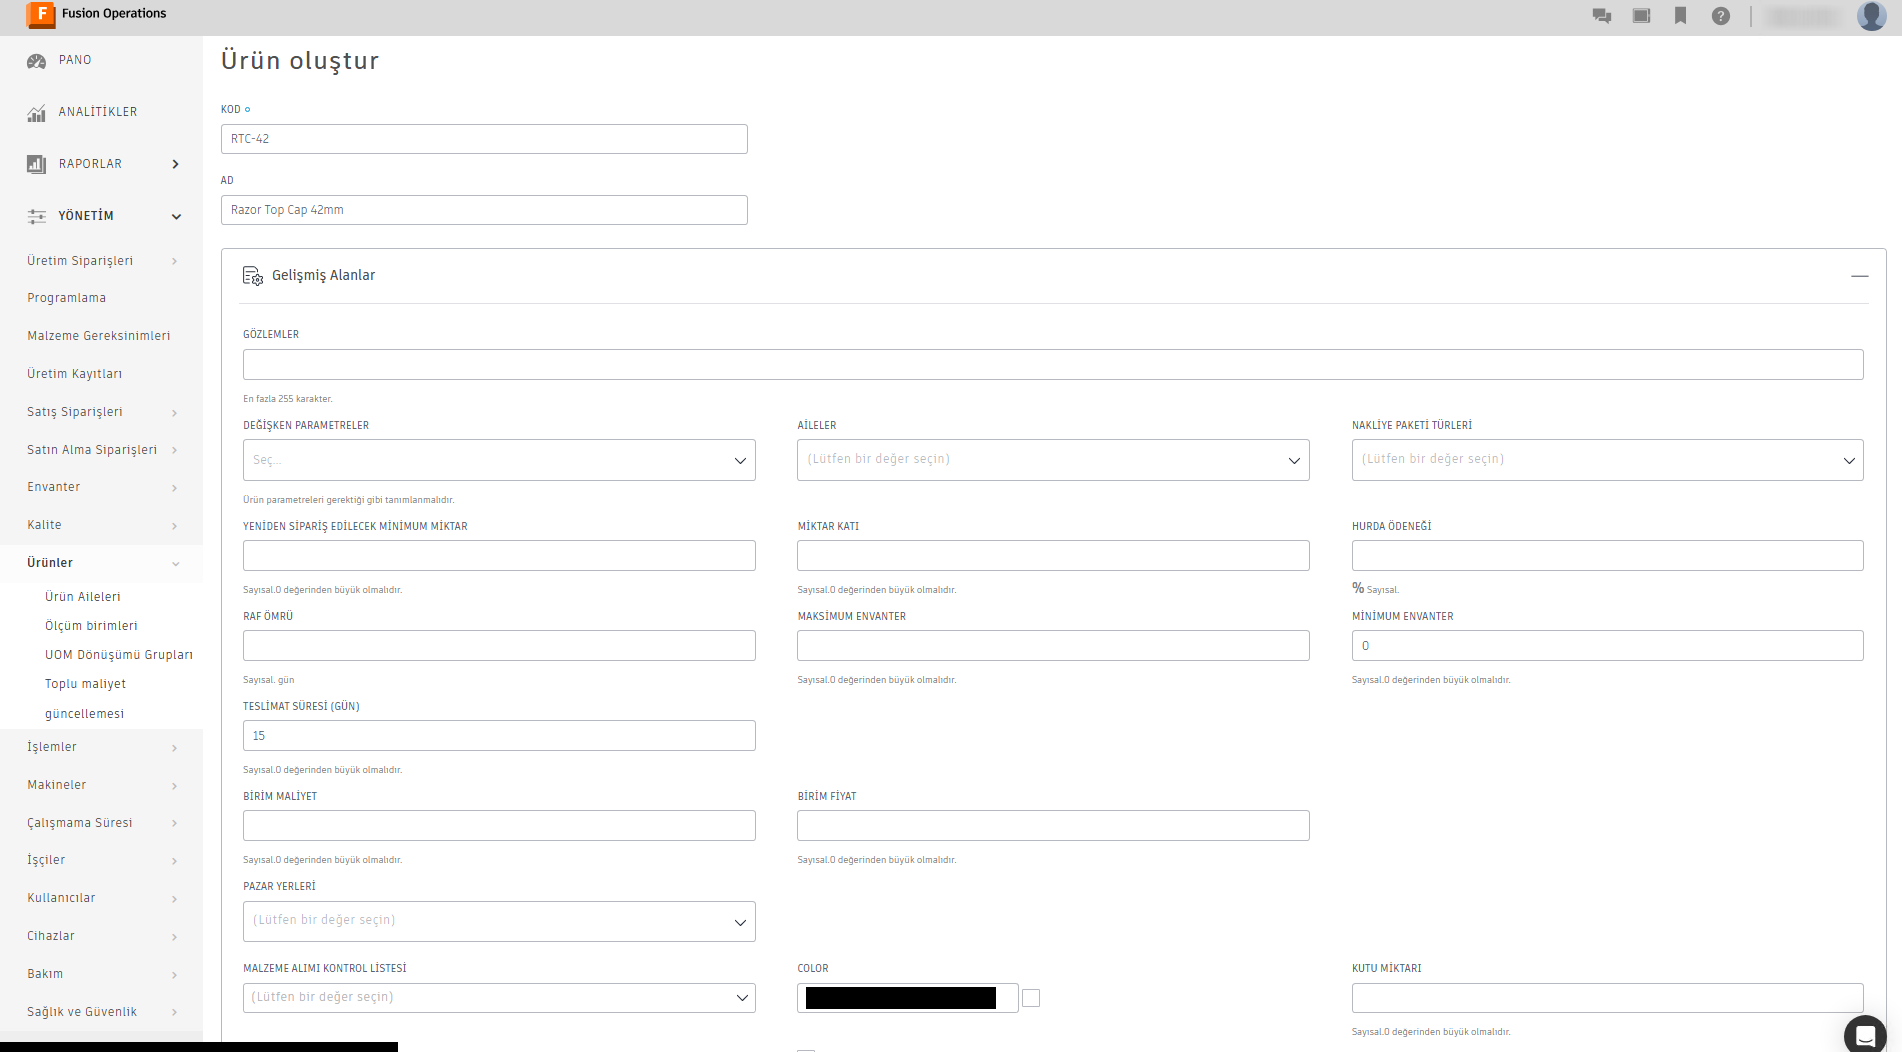 F Fusion Operations
PANO
ANALİTİKLER
RAPORLAR
YÖNETİM
Üretim Siparişleri
Programlama
Malzeme Gereksinimleri
Üretim Kayıtları
Satış Siparişleri
Satın Alma Siparişleri
Envanter
Kalite
Ürünler
Ürün Aileleri
Ölçüm birimleri
UOM Dönüşümü Grupları
Toplu maliyet
güncellemesi
İşlemler
Makineler
Çalışmama Süresi
İşçiler
Kullanıcılar
Cihazlar
Bakım
Sağlık ve Güvenlik
Ürün oluştur
KOD
RTC-42
AD
Razor Top Cap 42mm
Gelişmiş Alanlar
GÖZLEMLER
En fazla 255 karakter.
DEĞİŞKEN PARAMETRELER AİLELER NAKLİYE PAKETİ TÜRLERİ
Seç... (Lütfen bir değer seçin) (Lütfen bir değer seçin)
Ürün parametreleri gerektiği gibi tanımlanmalıdır.
YENİDEN SİPARİŞ EDİLECEK MİNİMUM MİKTAR MİKTAR KATI HURDA ÖDENEĞİ
Sayısal.0 değerinden büyük olmalıdır. Sayısal.0 değerinden büyük olmalıdır. % Sayısal.
RAF ÖMRÜ MAKSİMUM ENVANTER MİNİMUM ENVANTER
0
Sayısal. gün Sayısal.0 değerinden büyük olmalıdır. Sayısal.0 değerinden büyük olmalıdır.
TESLİMAT SÜRESİ (GÜN)
15
Sayısal.0 değerinden büyük olmalıdır.
BİRİM MALİYET BİRİM FİYAT
Sayısal.0 değerinden büyük olmalıdır. Sayısal.0 değerinden büyük olmalıdır.
PAZAR YERLERİ
(Lütfen bir değer seçin)
MALZEME ALIMI KONTROL LİSTESİ COLOR KUTU MİKTARI
(Lütfen bir değer seçin)
Sayısal.0 değerinden büyük olmalıdır.